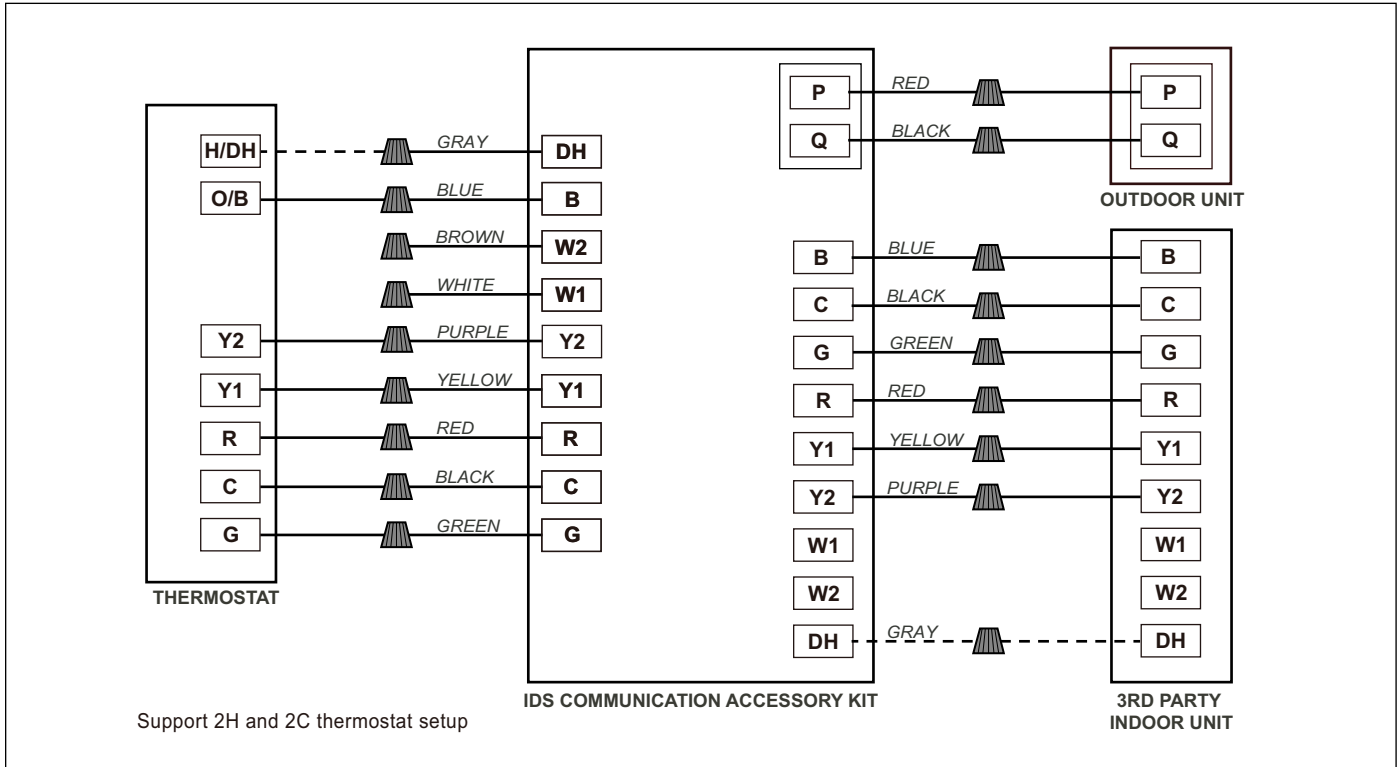 H/DH GRAY DH
O/B BLUE B
BROWN W2
WHITE W1
Y2 PURPLE Y2
Y1 YELLOW Y1
R RED R
C BLACK C
G GREEN G
THERMOSTAT
P RED P
Q BLACK Q
OUTDOOR UNIT
B BLUE B
C BLACK C
G GREEN G
R RED R
Y1 YELLOW Y1
Y2 PURPLE Y2
W1 W1
W2 W2
DH GRAY DH
IDS COMMUNICATION ACCESSORY KIT
3RD PARTY
INDOOR UNIT
Support 2H and 2C thermostat setup